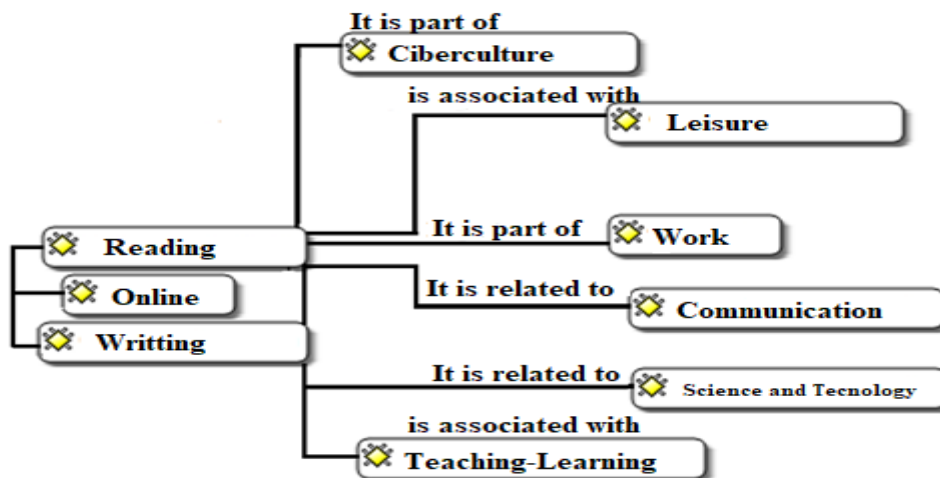 It is part of
Ciberculture
is associated with
Leisure
Reading
It is part of
Work
Online
It is related to
Communication
Writting
It is related to
Science and Tecnology
is associated with
Teaching-Learning